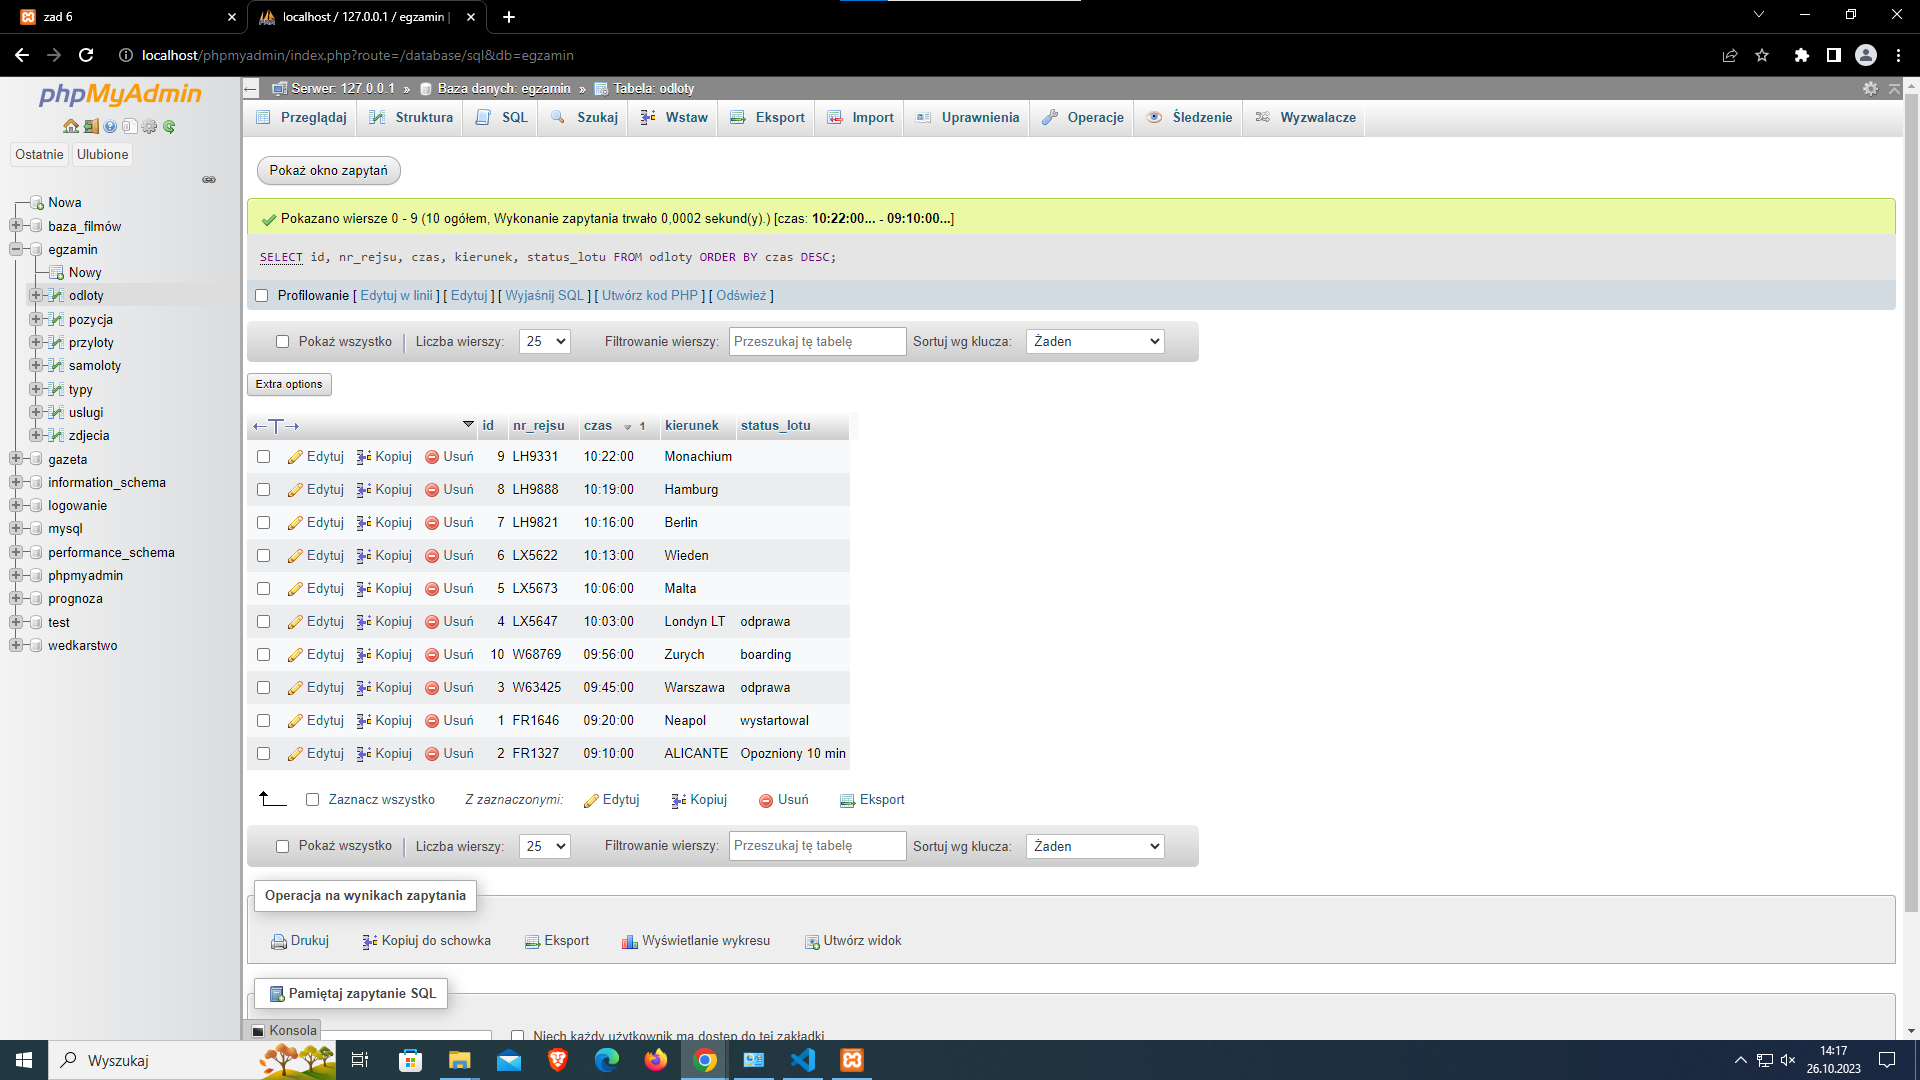 zad 6
localhost / 127.0.0.1 / egzamin |
localhost/phpmyadmin/index.php?route=/database/sql&db=egzamin
phpMyAdmin
Ostatnie Ulubione
Nowa
baza_filmów
egzamin
Nowy
odloty
pozycja
przyloty
samoloty
typy
uslugi
zdjecia
gazeta
information_schema
logowanie
mysql
performance_schema
phpmyadmin
prognoza
test
wedkarstwo
Serwer: 127.0.0.1 » Baza danych: egzamin » Tabela: odloty
Przeglądaj Struktura SQL Szukaj Wstaw Eksport Import Uprawnienia Operacje Śledzenie Wyzwalacze
Pokaż okno zapytań
Pokazano wiersze 0 - 9 (10 ogółem, Wykonanie zapytania trwało 0,0002 sekund(y).) [czas: 10:22:00... - 09:10:00...]
SELECT id, nr_rejsu, czas, kierunek, status_lotu FROM odloty ORDER BY czas DESC;
Profilowanie [ Edytuj w linii ] [ Edytuj ] [ Wyjaśnij SQL ] [ Utwórz kod PHP ] [ Odśwież ]
Pokaż wszystko Liczba wierszy: 25 Filtrowanie wierszy: Przeszukaj tę tabelę Sortuj wg klucza: Żaden
Extra options
←T→ id nr_rejsu czas 1 kierunek status_lotu
Edytuj Kopiuj Usuń 9 LH9331 10:22:00 Monachium
Edytuj Kopiuj Usuń 8 LH9888 10:19:00 Hamburg
Edytuj Kopiuj Usuń 7 LH9821 10:16:00 Berlin
Edytuj Kopiuj Usuń 6 LX5622 10:13:00 Wieden
Edytuj Kopiuj Usuń 5 LX5673 10:06:00 Malta
Edytuj Kopiuj Usuń 4 LX5647 10:03:00 Londyn LT odprawa
Edytuj Kopiuj Usuń 10 W68769 09:56:00 Zurych boarding
Edytuj Kopiuj Usuń 3 W63425 09:45:00 Warszawa odprawa
Edytuj Kopiuj Usuń 1 FR1646 09:20:00 Neapol wystartowal
Edytuj Kopiuj Usuń 2 FR1327 09:10:00 ALICANTE Opozniony 10 min
Zaznacz wszystko Z zaznaczonymi: Edytuj Kopiuj Usuń Eksport
Pokaż wszystko Liczba wierszy: 25 Filtrowanie wierszy: Przeszukaj tę tabelę Sortuj wg klucza: Żaden
Operacja na wynikach zapytania
Drukuj Kopiuj do schowka Eksport Wyświetlanie wykresu Utwórz widok
Pamiętaj zapytanie SQL
Konsola
Niech każdy użytkownik ma dostęp do tej zakładki
Wyszukaj
14:17
26.10.2023